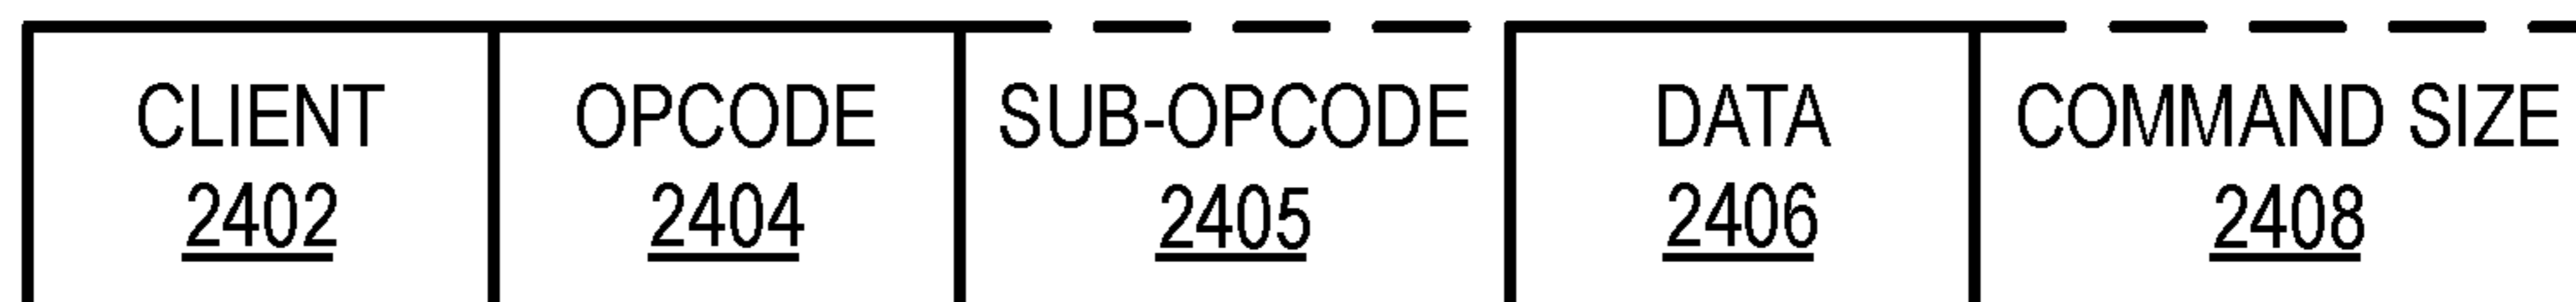 CLIENT OPCODE SUB-OPCODE DATA COMMAND SIZE
2402 2404 2405 2406 2408